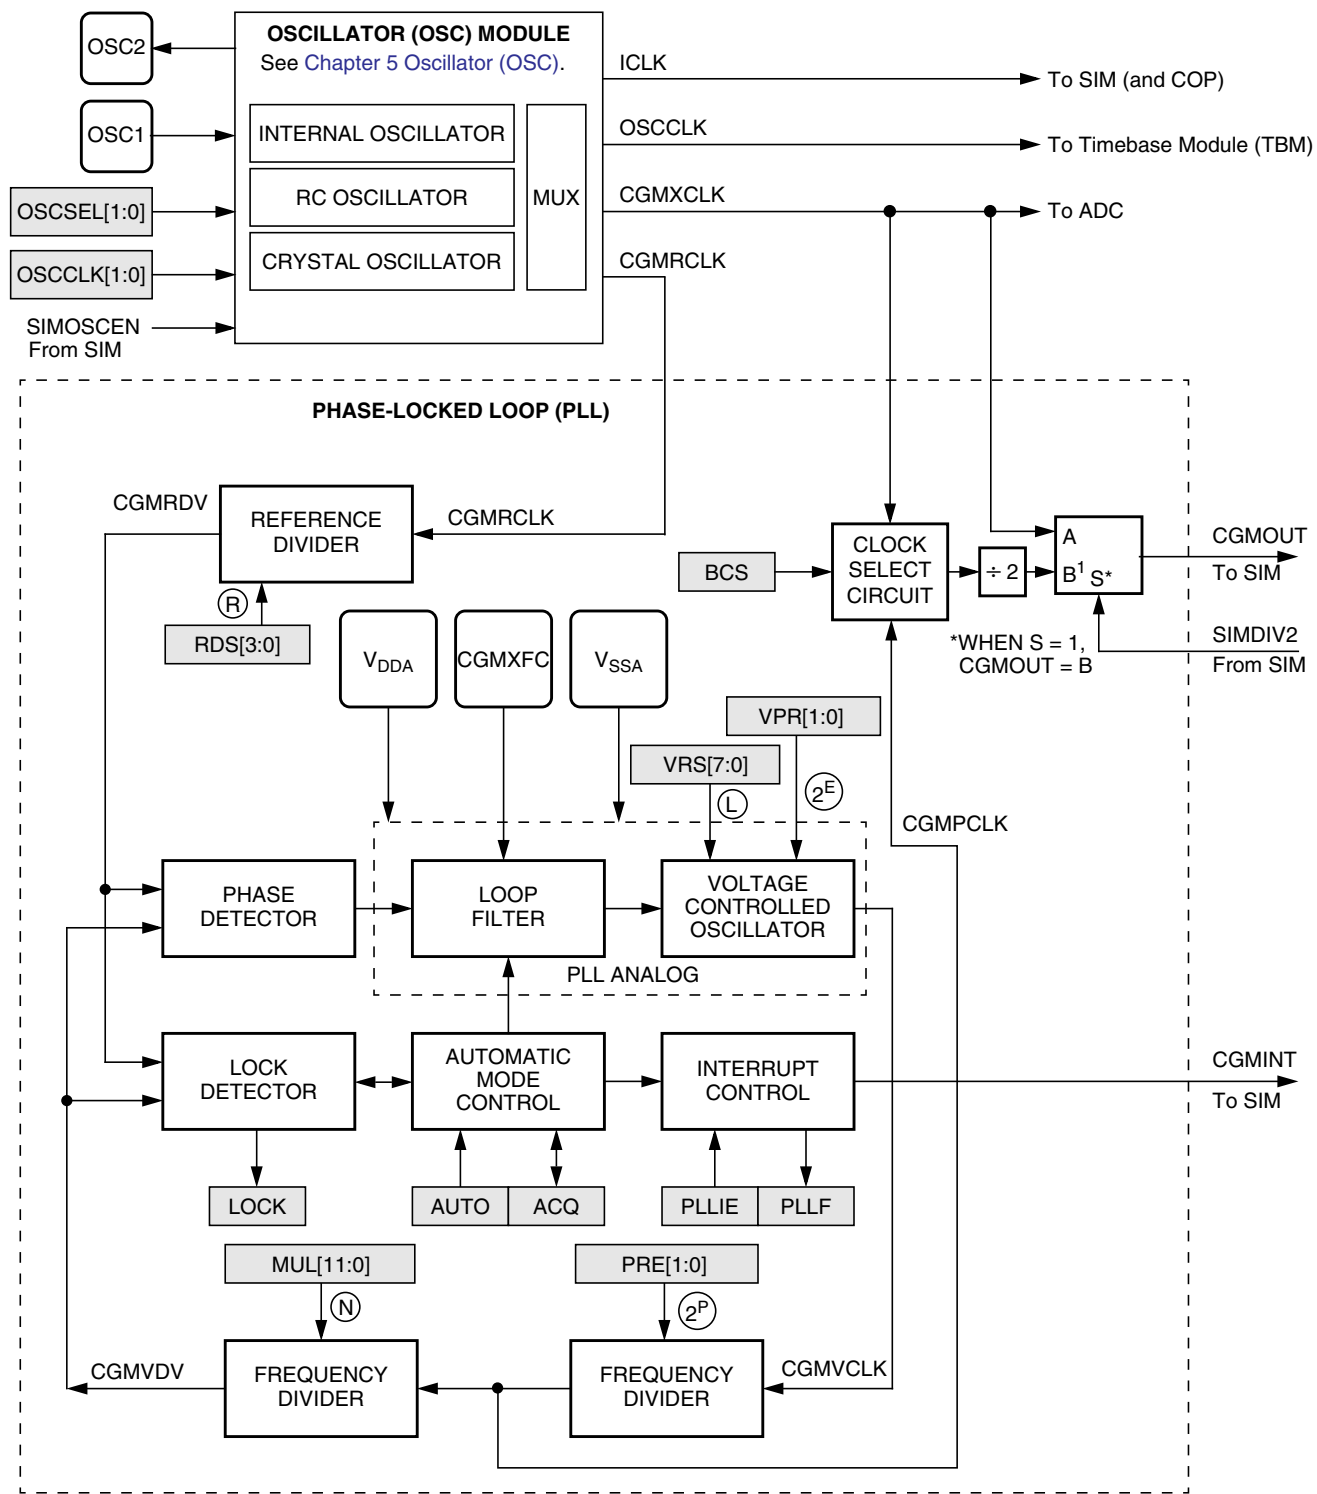 OSC2
OSCILLATOR (OSC) MODULE
See Chapter 5 Oscillator (OSC).
ICLK
To SIM (and COP)
OSC1
INTERNAL OSCILLATOR
OSCCLK
To Timebase Module (TBM)
OSCSEL[1:0]
RC OSCILLATOR
MUX
CGMXCLK
To ADC
OSCCLK[1:0]
CRYSTAL OSCILLATOR
CGMRCLK
SIMOSCEN
From SIM
PHASE-LOCKED LOOP (PLL)
CGMRDV
REFERENCE
DIVIDER
CGMRCLK
R
RDS[3:0]
BCS
CLOCK
SELECT
CIRCUIT
÷ 2
A
B¹ S*
CGMOUT
To SIM
*WHEN S = 1,
CGMOUT = B
SIMDIV2
From SIM
V_DDA
CGMXFC
V_SSA
VPR[1:0]
VRS[7:0]
L
2^E
CGMPCLK
PHASE
DETECTOR
LOOP
FILTER
VOLTAGE
CONTROLLED
OSCILLATOR
PLL ANALOG
LOCK
DETECTOR
AUTOMATIC
MODE
CONTROL
INTERRUPT
CONTROL
CGMINT
To SIM
LOCK
AUTO
ACQ
PLLIE
PLLF
MUL[11:0]
PRE[1:0]
N
2^P
CGMVDV
FREQUENCY
DIVIDER
FREQUENCY
DIVIDER
CGMVCLK